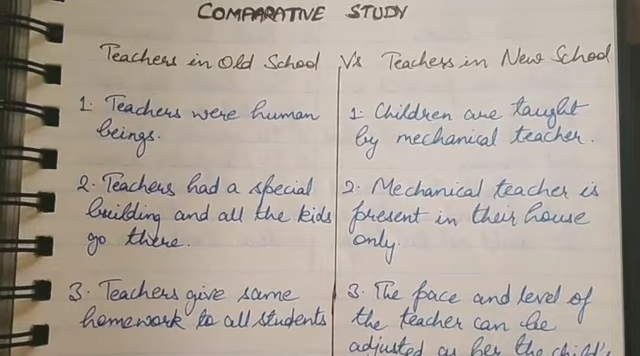 COMPARATIVE STUDY
Teachers in Old School Vs Teachers in New School
1. Teachers were human
beings.
2. Teachers had a special
building and all the kids
go there.
3. Teachers give same
homework to all students
1. Children are taught
by mechanical teacher.
2. Mechanical teacher is
present in their house
only.
3. The pace and level of
the teacher can be
adjusted as per the child's